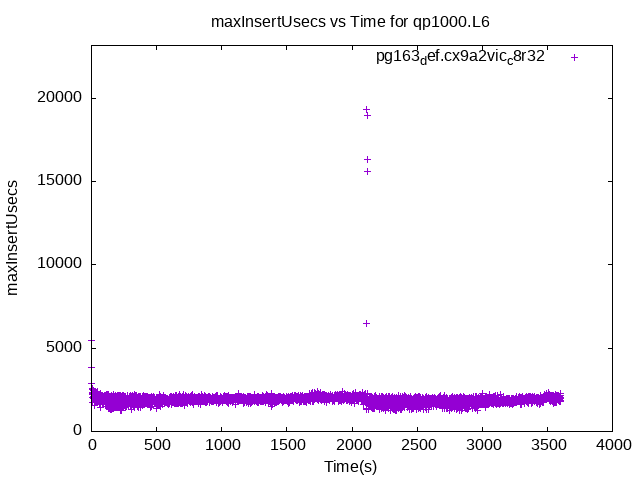 maxInsertUsecs vs Time for qp1000.L6
pg163def.cx9a2vicc8r32
maxInsertUsecs
20000
15000
10000
5000
0
0 500 1000 1500 2000 2500 3000 3500 4000
Time(s)